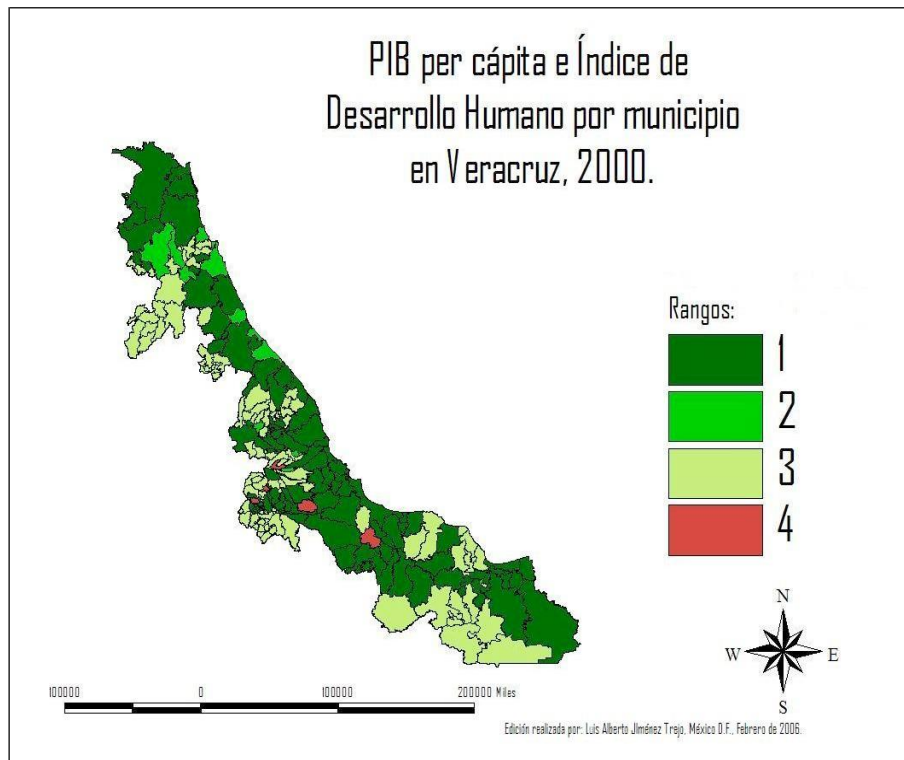 PIB per cápita e Índice de
Desarrollo Humano por municipio
en Veracruz, 2000.
Rangos:
1
2
3
4
N
W E
S
100000 0 100000 200000 Miles
Edición realizada por: Luis Alberto JIménez Trejo, México D.F., Febrero de 2006.